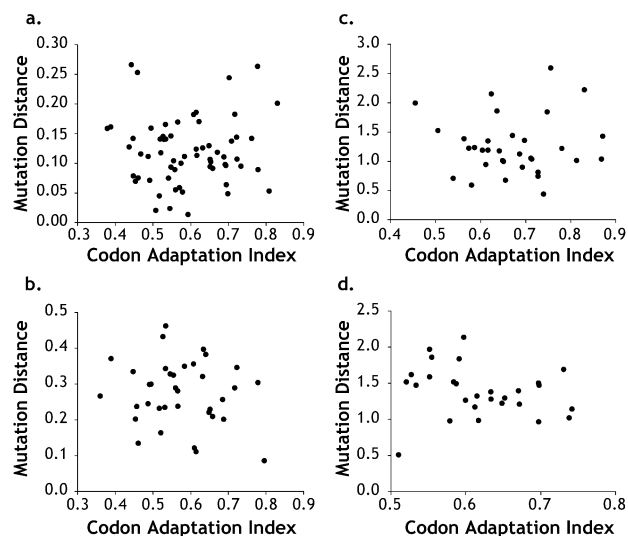 a.
Mutation Distance
0.30
0.25
0.20
0.15
0.10
0.05
0.00
0.3 0.4 0.5 0.6 0.7 0.8 0.9
Codon Adaptation Index
c.
Mutation Distance
3.0
2.5
2.0
1.5
1.0
0.5
0.0
0.4 0.5 0.6 0.7 0.8 0.9
Codon Adaptation Index
b.
Mutation Distance
0.5
0.4
0.3
0.2
0.1
0.0
0.3 0.4 0.5 0.6 0.7 0.8 0.9
Codon Adaptation Index
d.
Mutation Distance
2.5
2.0
1.5
1.0
0.5
0.0
0.5 0.6 0.7 0.8
Codon Adaptation Index